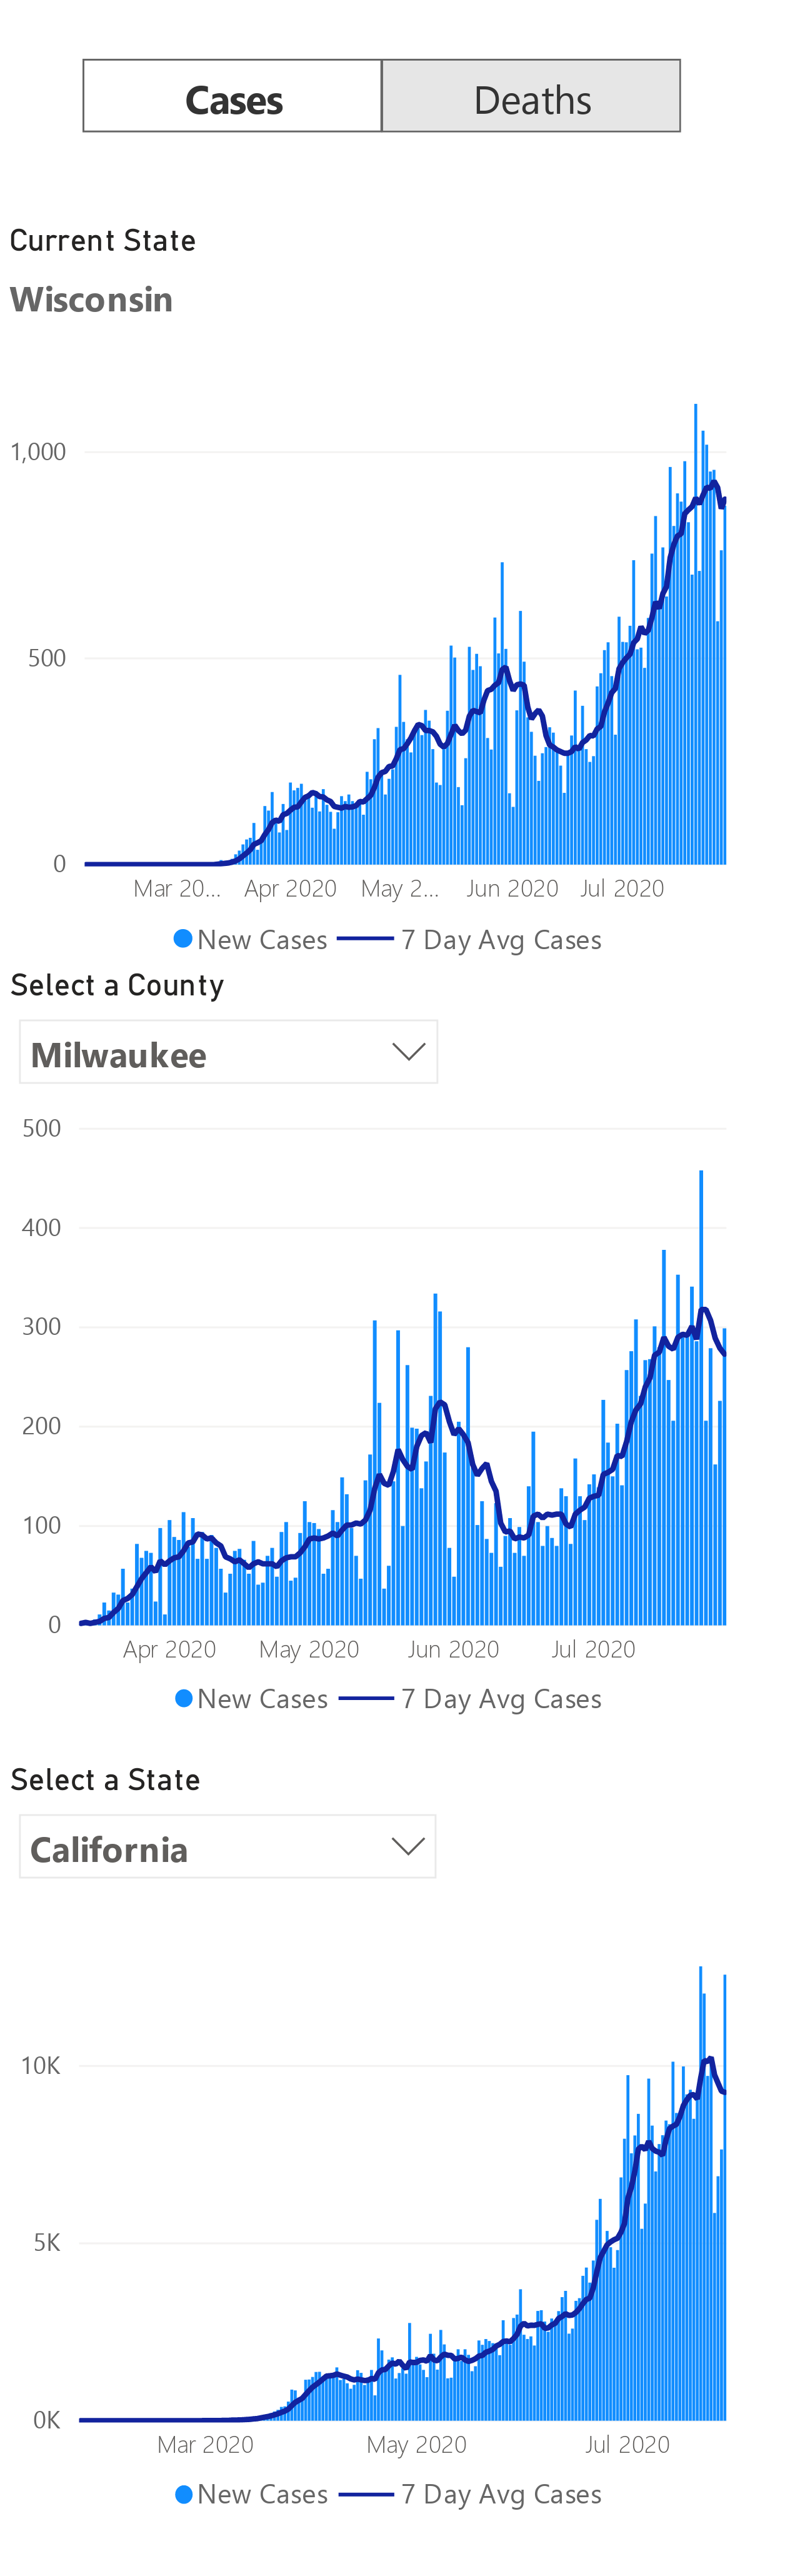 Cases Deaths
Current State
Wisconsin
1,000
500
0
Mar 20... Apr 2020 May 2... Jun 2020 Jul 2020
New Cases 7 Day Avg Cases
Select a County
Milwaukee
500
400
300
200
100
0
Apr 2020 May 2020 Jun 2020 Jul 2020
New Cases 7 Day Avg Cases
Select a State
California
10K
5K
0K
Mar 2020 May 2020 Jul 2020
New Cases 7 Day Avg Cases